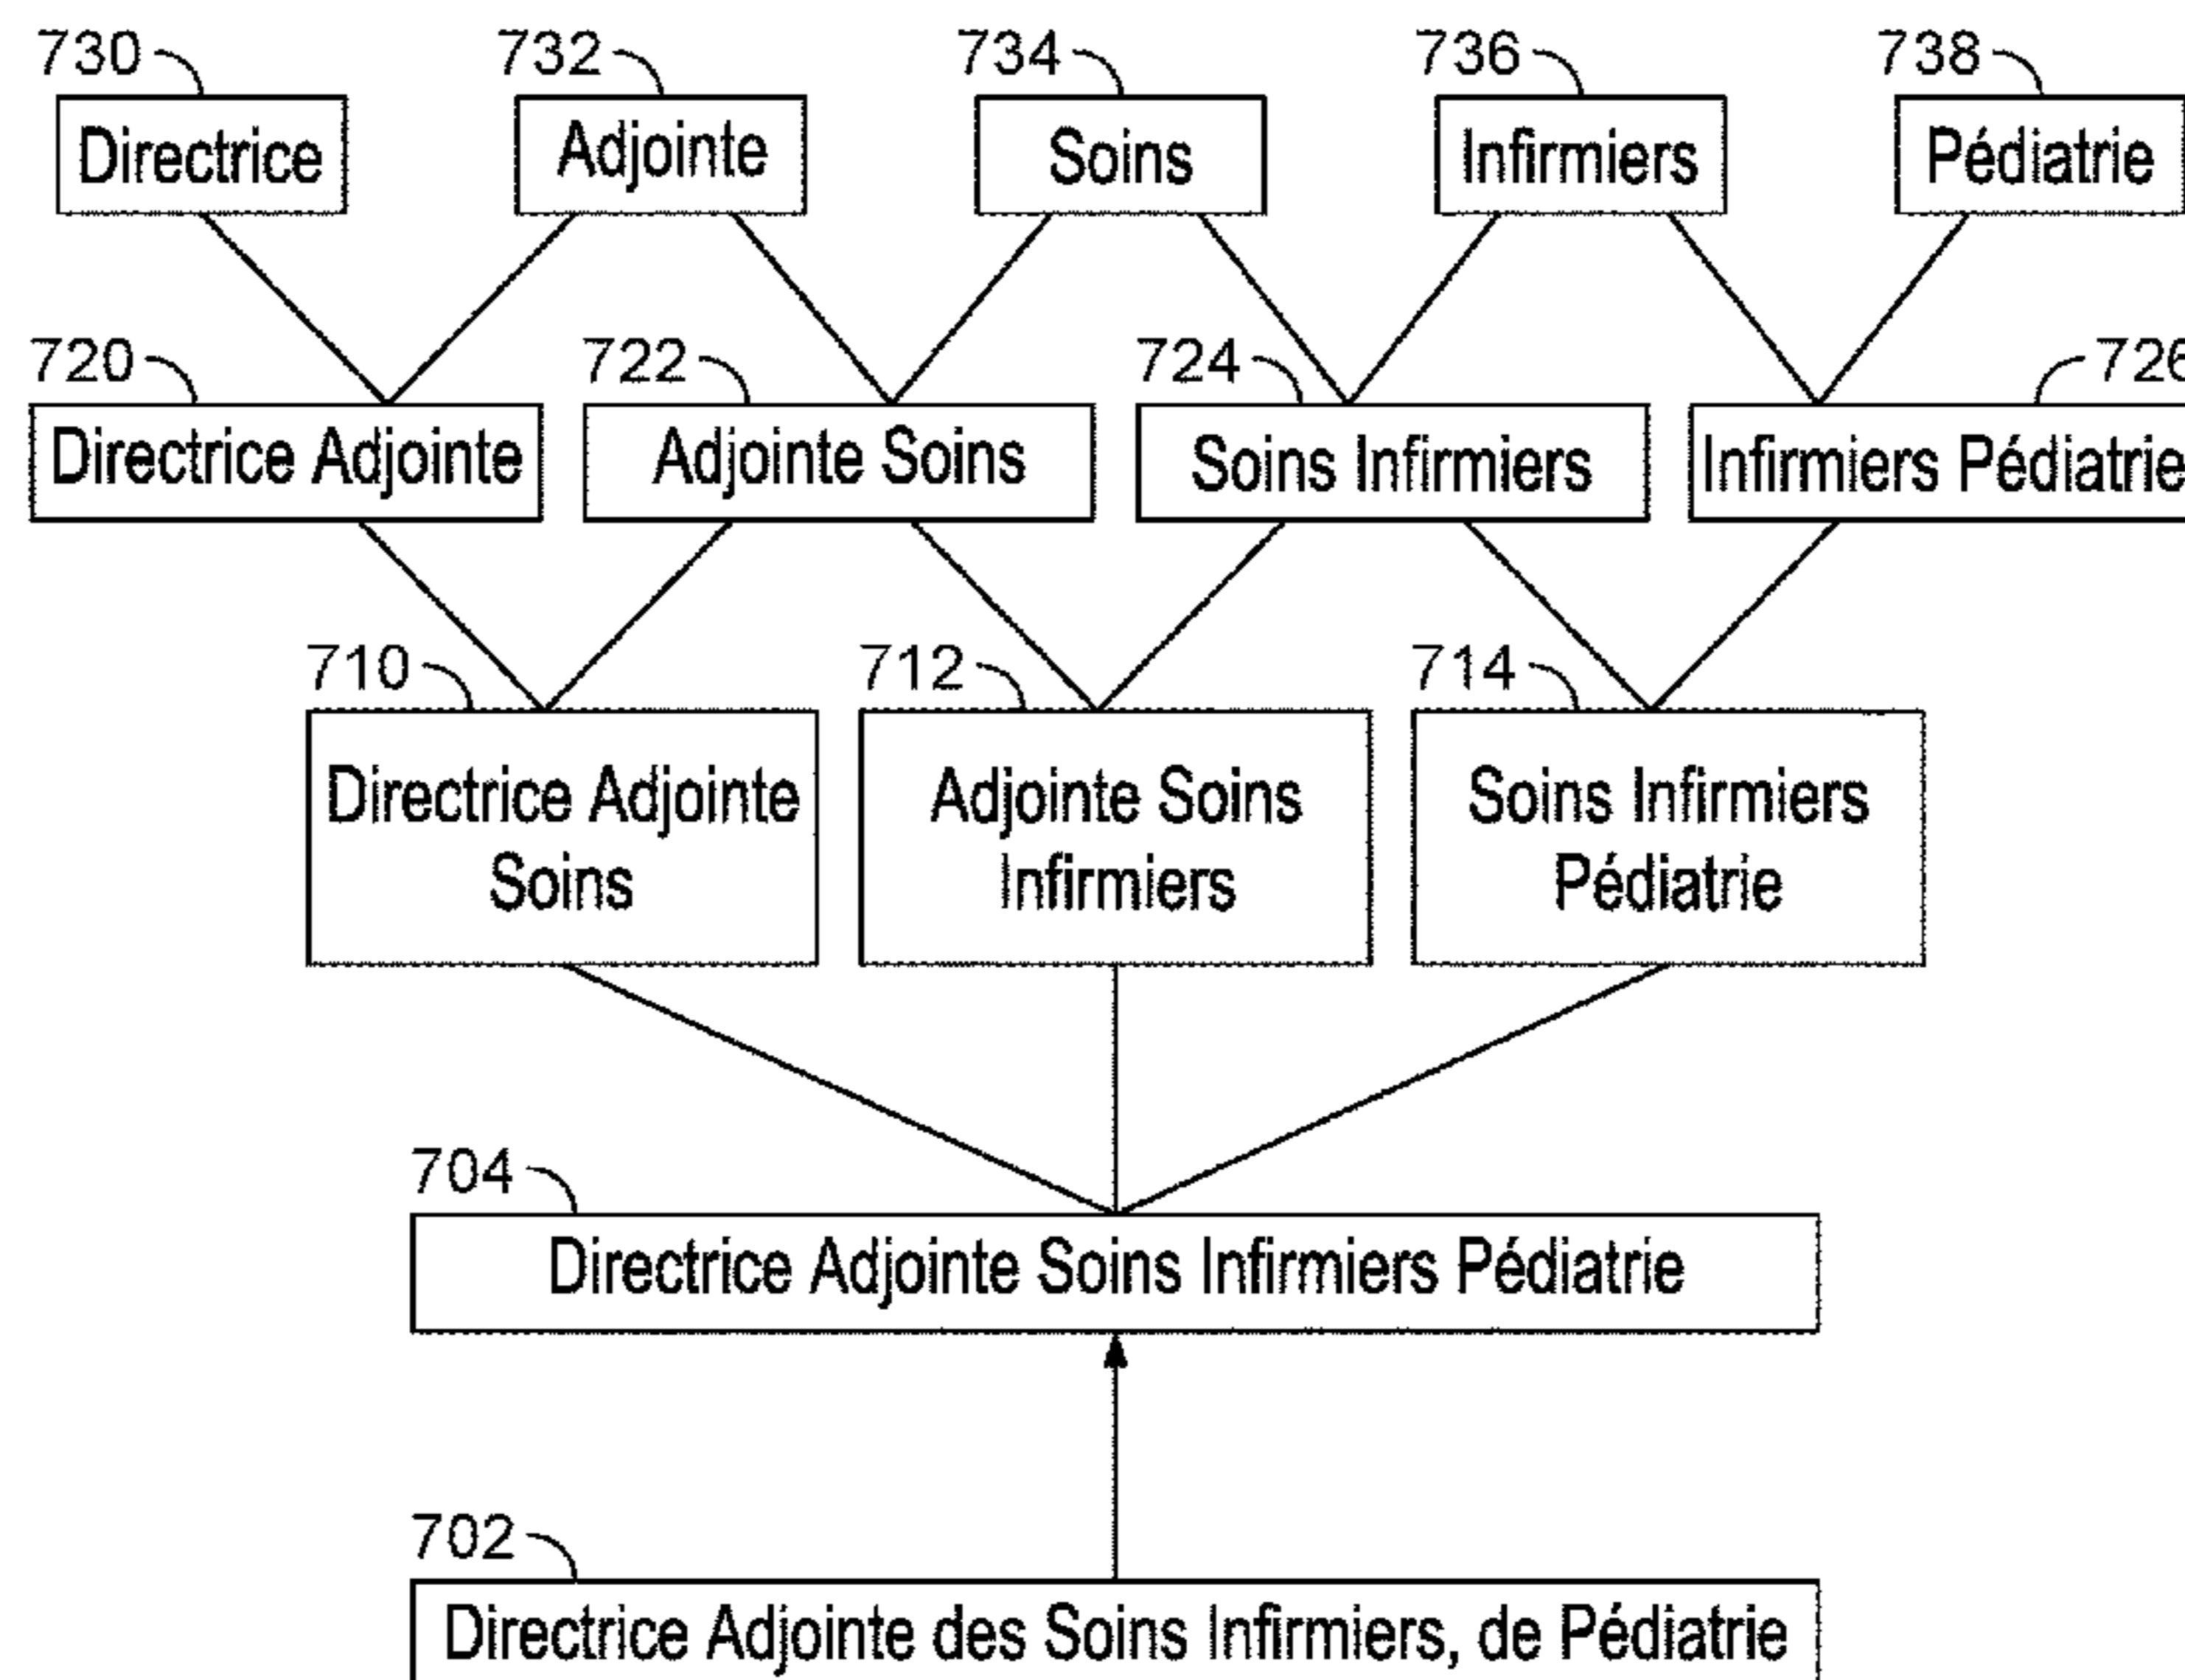 730 732 734 736 738
Directrice Adjointe Soins Infirmiers Pédiatrie
720 722 724 726
Directrice Adjointe Adjointe Soins Soins Infirmiers Infirmiers Pédiatrie
710 712 714
Directrice Adjointe Adjointe Soins Soins Infirmiers
Soins Infirmiers Pédiatrie
704
Directrice Adjointe Soins Infirmiers Pédiatrie
702
Directrice Adjointe des Soins Infirmiers, de Pédiatrie